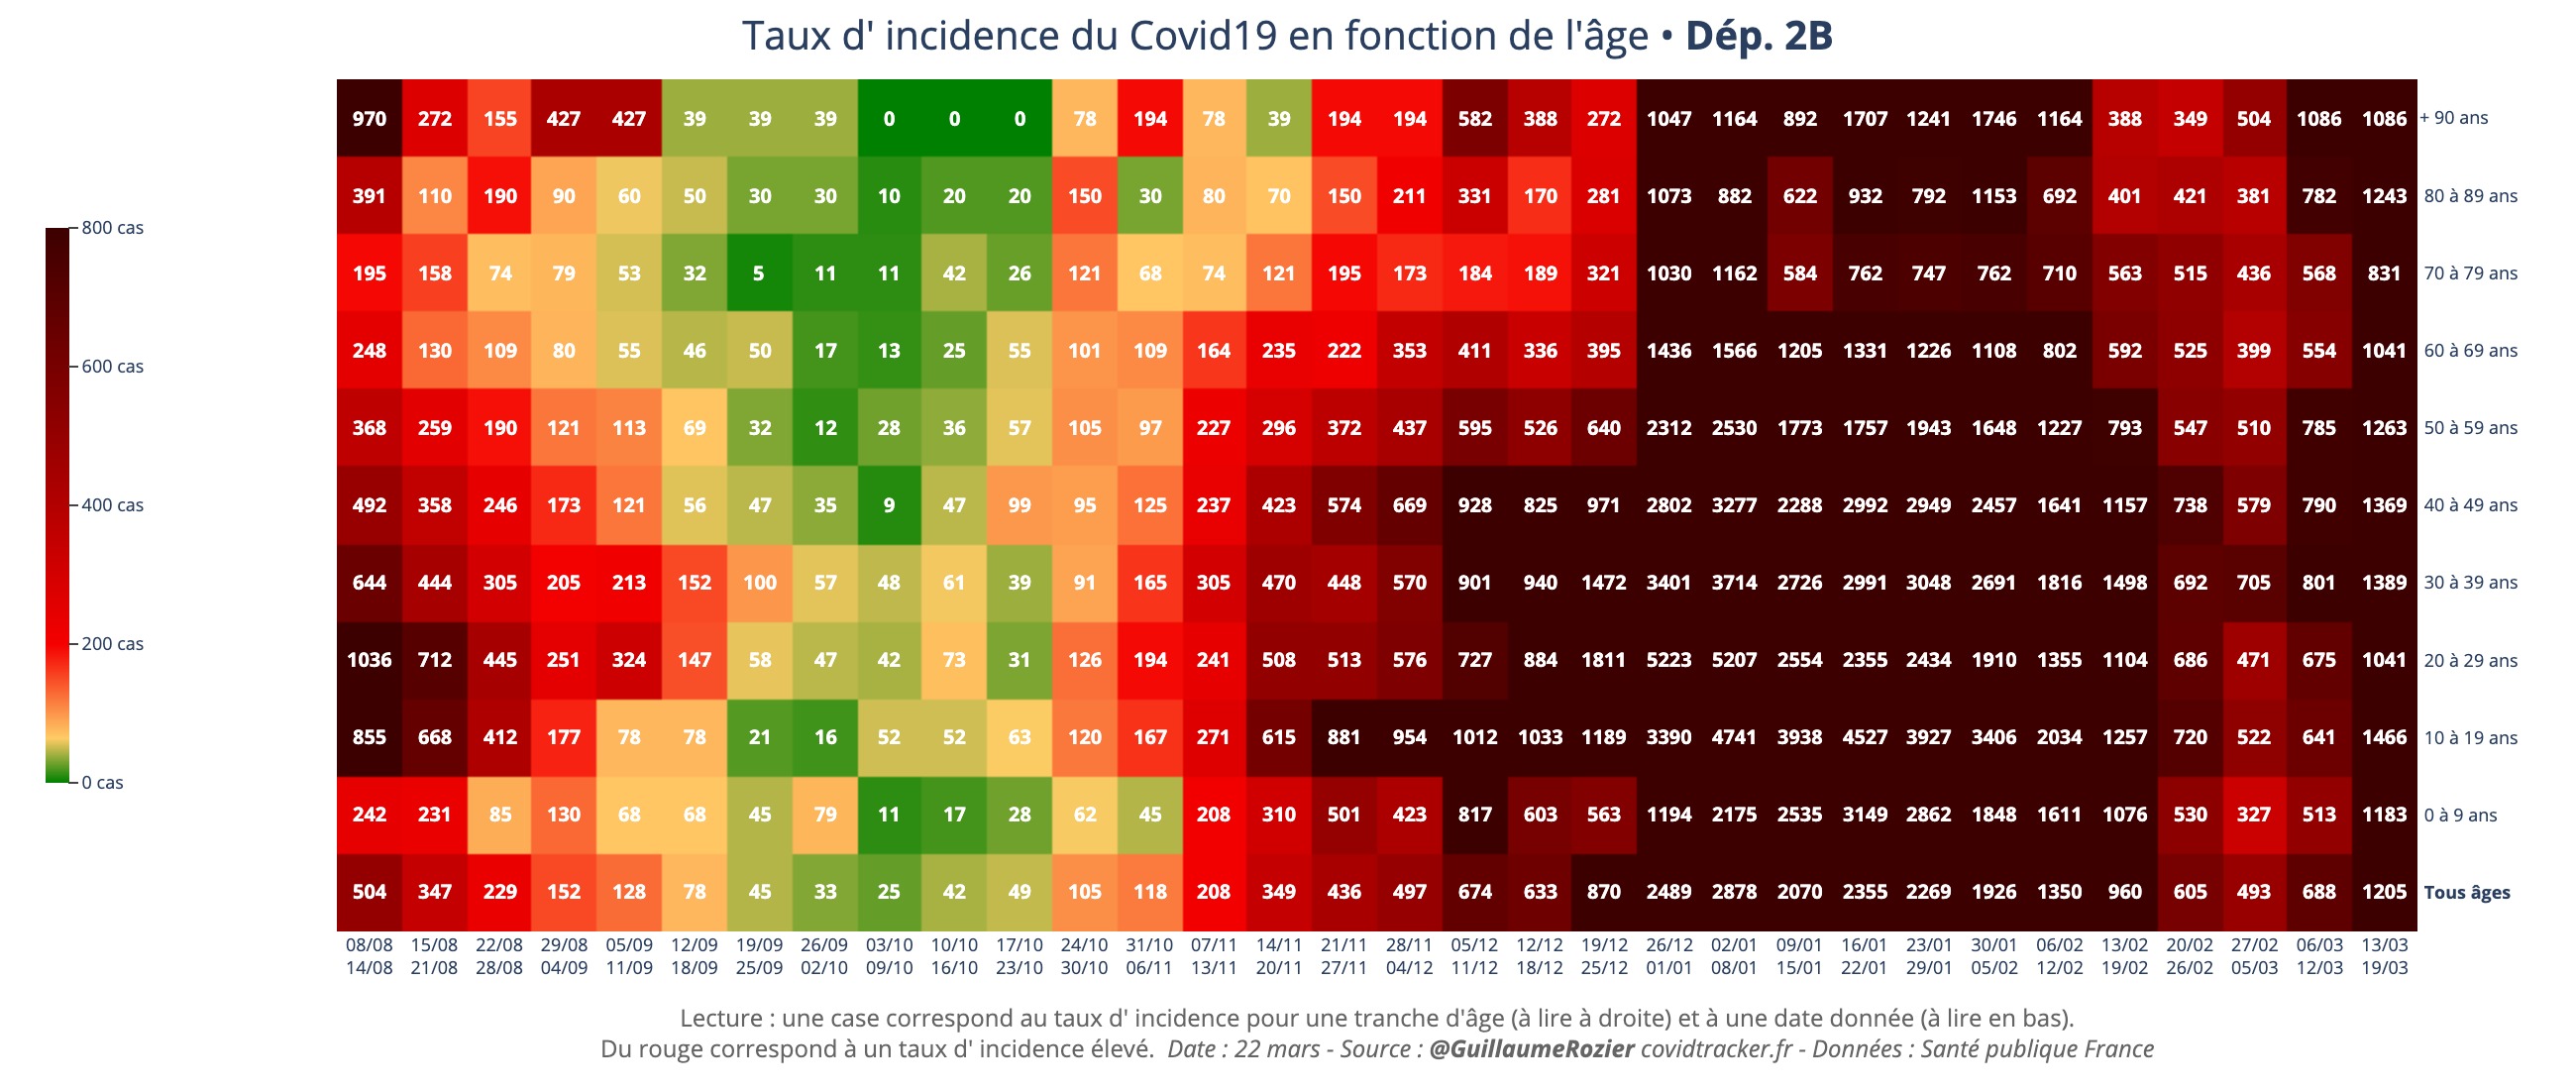 Taux d' incidence du Covid19 en fonction de l'âge • Dép. 2B
970 272 155 427 427 39 39 39 0 0 0 78 194 78 39 194 194 582 388 272 1047 1164 892 1707 1241 1746 1164 388 349 504 1086 1086 + 90 ans
391 110 190 90 60 50 30 30 10 20 20 150 30 80 70 150 211 331 170 281 1073 882 622 932 792 1153 692 401 421 381 782 1243 80 à 89 ans
195 158 74 79 53 32 5 11 11 42 26 121 68 74 121 195 173 184 189 321 1030 1162 584 762 747 762 710 563 515 436 568 831 70 à 79 ans
248 130 109 80 55 46 50 17 13 25 55 101 109 164 235 222 353 411 336 395 1436 1566 1205 1331 1226 1108 802 592 525 399 554 1041 60 à 69 ans
368 259 190 121 113 69 32 12 28 36 57 105 97 227 296 372 437 595 526 640 2312 2530 1773 1757 1943 1648 1227 793 547 510 785 1263 50 à 59 ans
492 358 246 173 121 56 47 35 9 47 99 95 125 237 423 574 669 928 825 971 2802 3277 2288 2992 2949 2457 1641 1157 738 579 790 1369 40 à 49 ans
644 444 305 205 213 152 100 57 48 61 39 91 165 305 470 448 570 901 940 1472 3401 3714 2726 2991 3048 2691 1816 1498 692 705 801 1389 30 à 39 ans
1036 712 445 251 324 147 58 47 42 73 31 126 194 241 508 513 576 727 884 1811 5223 5207 2554 2355 2434 1910 1355 1104 686 471 675 1041 20 à 29 ans
855 668 412 177 78 78 21 16 52 52 63 120 167 271 615 881 954 1012 1033 1189 3390 4741 3938 4527 3927 3406 2034 1257 720 522 641 1466 10 à 19 ans
242 231 85 130 68 68 45 79 11 17 28 62 45 208 310 501 423 817 603 563 1194 2175 2535 3149 2862 1848 1611 1076 530 327 513 1183 0 à 9 ans
504 347 229 152 128 78 45 33 25 42 49 105 118 208 349 436 497 674 633 870 2489 2878 2070 2355 2269 1926 1350 960 605 493 688 1205 Tous âges
08/08 15/08 22/08 29/08 05/09 12/09 19/09 26/09 03/10 10/10 17/10 24/10 31/10 07/11 14/11 21/11 28/11 05/12 12/12 19/12 26/12 02/01 09/01 16/01 23/01 30/01 06/02 13/02 20/02 27/02 06/03 13/03
14/08 21/08 28/08 04/09 11/09 18/09 25/09 02/10 09/10 16/10 23/10 30/10 06/11 13/11 20/11 27/11 04/12 11/12 18/12 25/12 01/01 08/01 15/01 22/01 29/01 05/02 12/02 19/02 26/02 05/03 12/03 19/03
800 cas
600 cas
400 cas
200 cas
0 cas
Lecture : une case correspond au taux d' incidence pour une tranche d'âge (à lire à droite) et à une date donnée (à lire en bas).
Du rouge correspond à un taux d' incidence élevé. Date : 22 mars - Source : @GuillaumeRozier covidtracker.fr - Données : Santé publique France